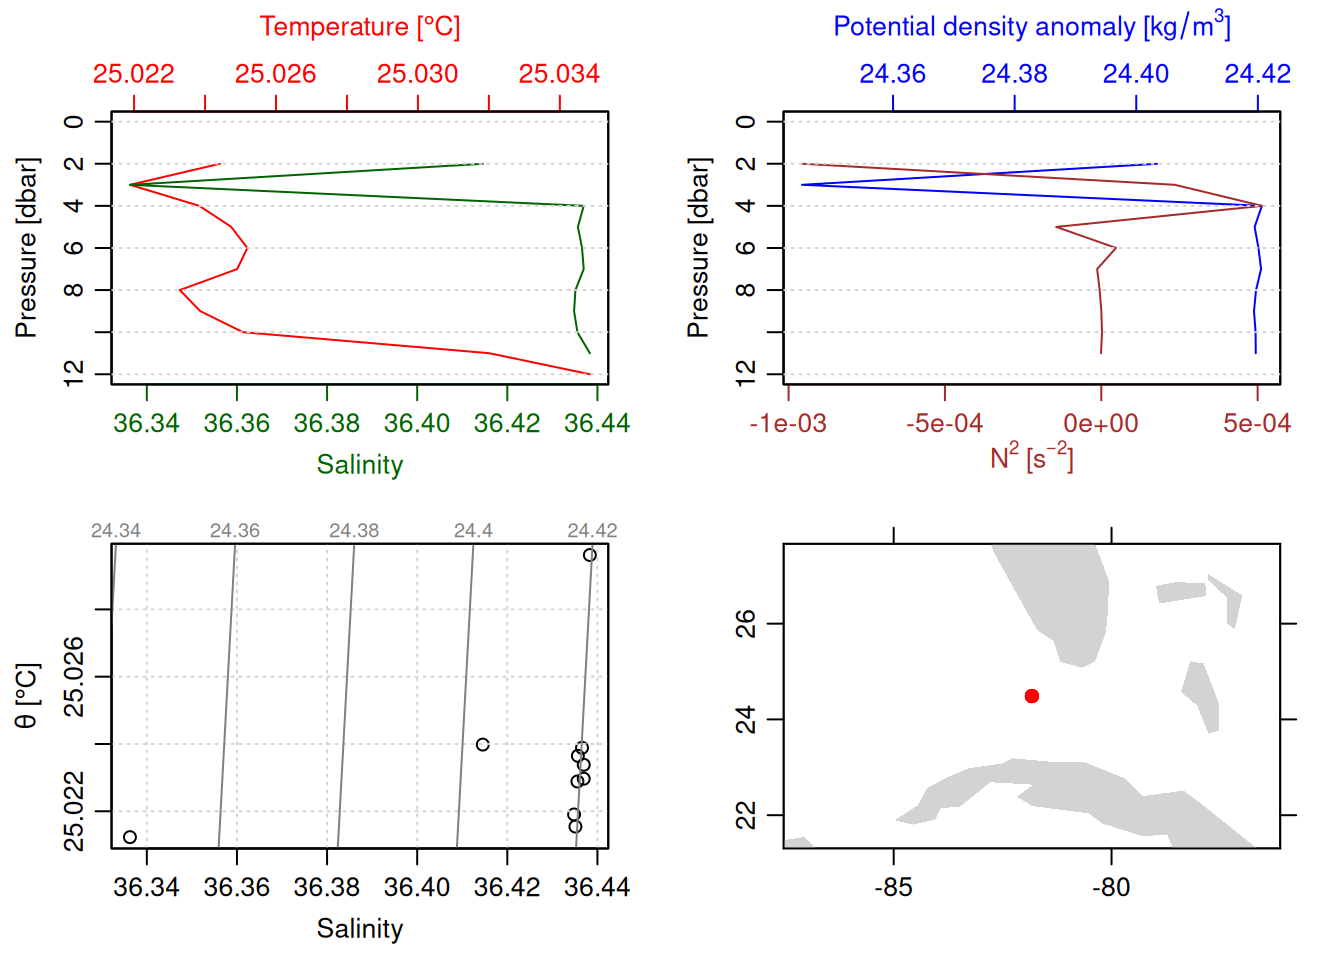 Temperature [°C]
25.022 25.026 25.030 25.034
Pressure [dbar]
0
2
4
6
8
12
36.34 36.36 36.38 36.40 36.42 36.44
Salinity
Potential density anomaly [kg/m³]
24.36 24.38 24.40 24.42
Pressure [dbar]
0
2
4
6
8
12
-1e-03 -5e-04 0e+00 5e-04
N² [s⁻²]
24.34 24.36 24.38 24.4 24.42
θ [°C]
25.026
25.022
36.34 36.36 36.38 36.40 36.42 36.44
Salinity
26
24
22
-85 -80